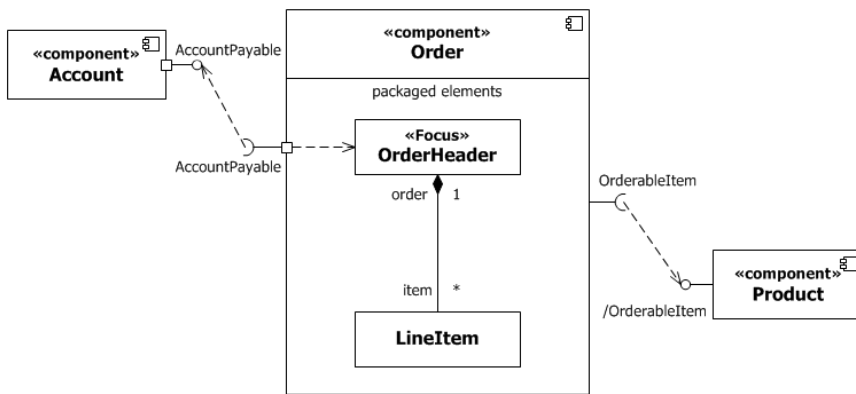 «component»
Account
AccountPayable
AccountPayable
«component»
Order
packaged elements
«Focus»
OrderHeader
order
1
item
*
LineItem
OrderableItem
«component»
Product
/OrderableItem